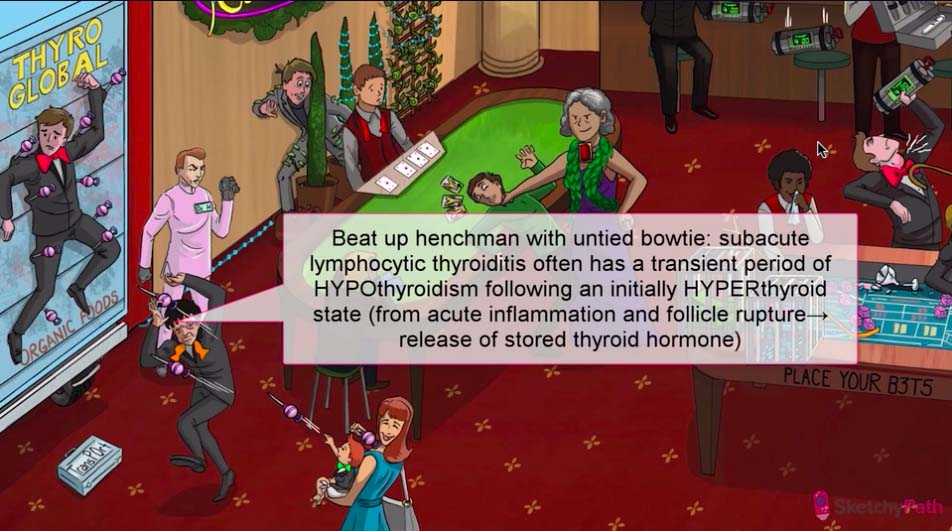 THYRO
GLOBAL
ORGANIC FOODS
Beat up henchman with untied bowtie: subacute
lymphocytic thyroiditis often has a transient period of
HYPOthyroidism following an initially HYPERthyroid
state (from acute inflammation and follicle rupture→
release of stored thyroid hormone)
PLACE YOUR B3T5
SketchyPath